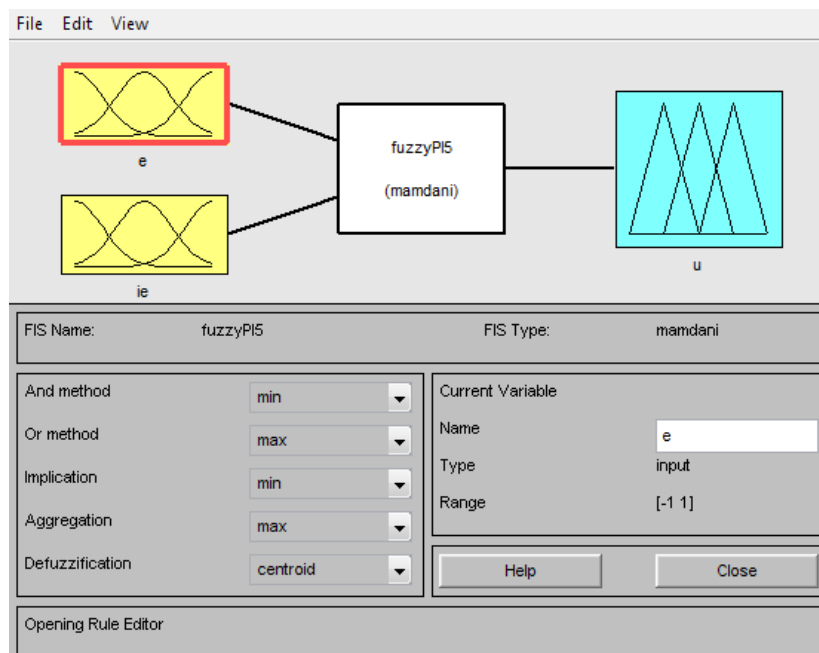 File Edit View
e
ie
fuzzyPI5
(mamdani)
u
FIS Name: fuzzyPI5 FIS Type: mamdani
And method min
Or method max
Implication min
Aggregation max
Defuzzification centroid
Current Variable
Name e
Type input
Range [-1 1]
Help Close
Opening Rule Editor